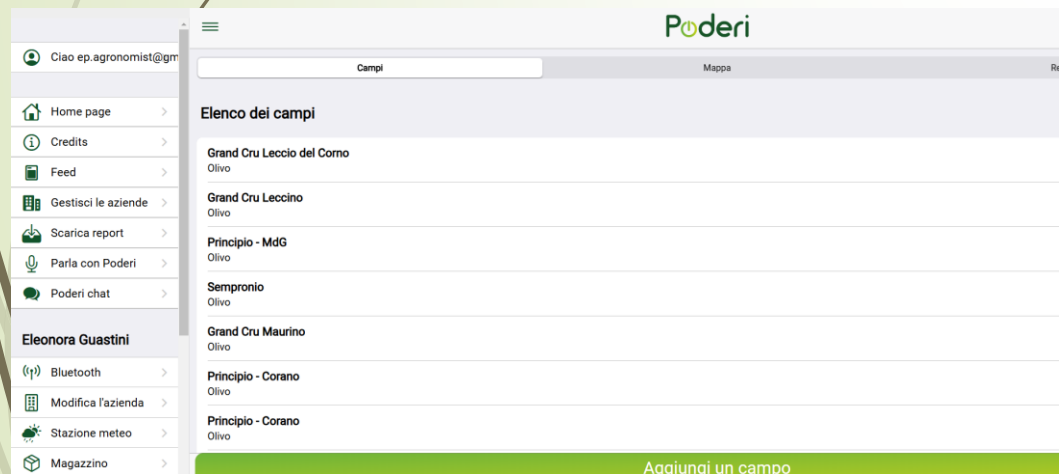 Ciao ep.agronomist@gm
Home page
Credits
Feed
Gestisci le aziende
Scarica report
Parla con Poderi
Poderi chat
Eleonora Guastini
Bluetooth
Modifica l'azienda
Stazione meteo
Magazzino
Poderi
Campi
Mappa
Re
Elenco dei campi
Grand Cru Leccio del Corno
Olivo
Grand Cru Leccino
Olivo
Principio - MdG
Olivo
Sempronio
Olivo
Grand Cru Maurino
Olivo
Principio - Corano
Olivo
Principio - Corano
Olivo
Aggiungi un campo